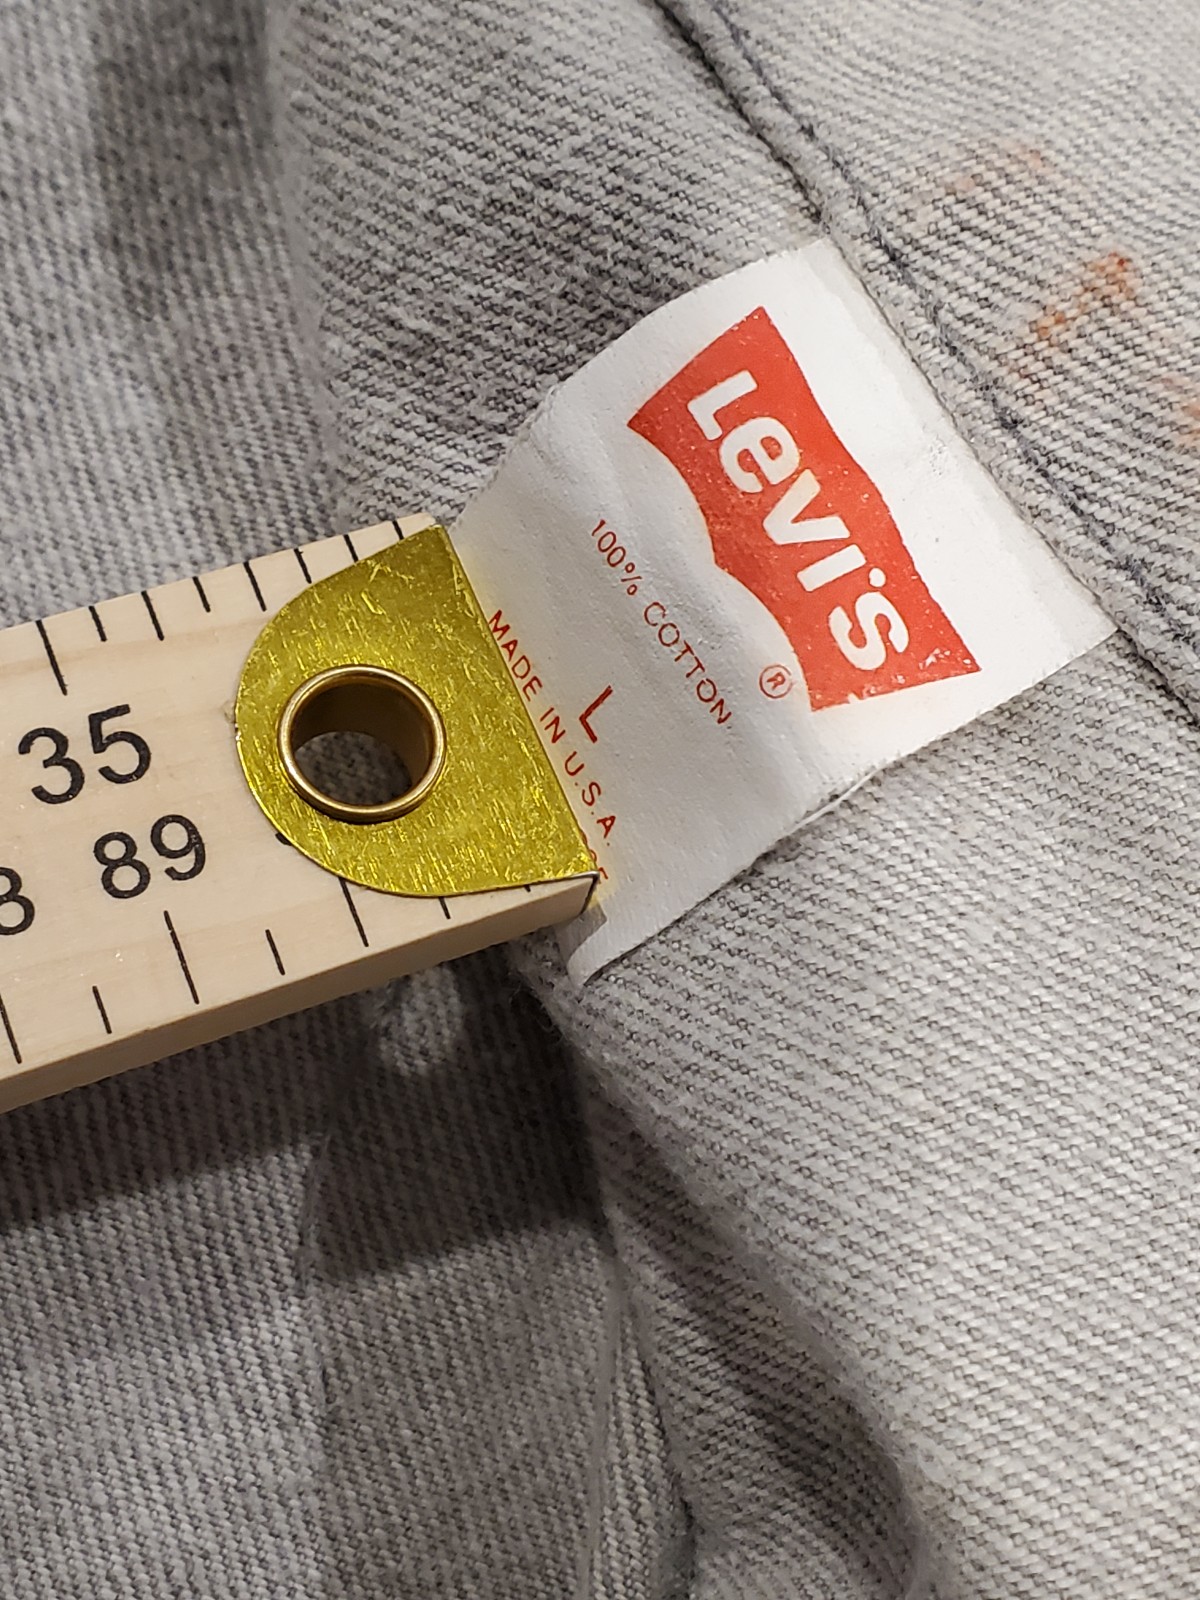 Levi's
®
100% COTTON
L
MADE IN U.S.A.
35
89